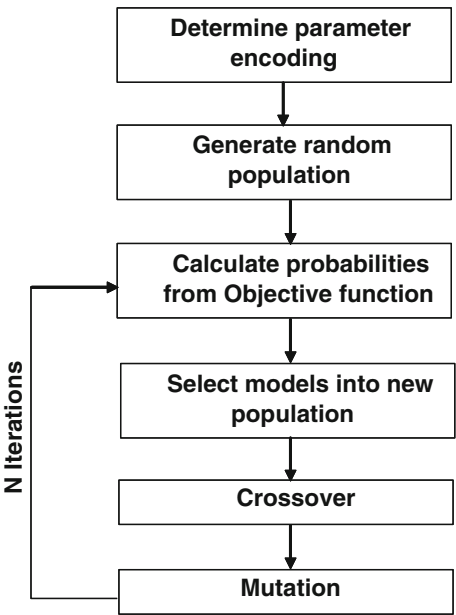 Determine parameter
encoding
Generate random
population
Calculate probabilities
from Objective function
Select models into new
population
N Iterations
Crossover
Mutation